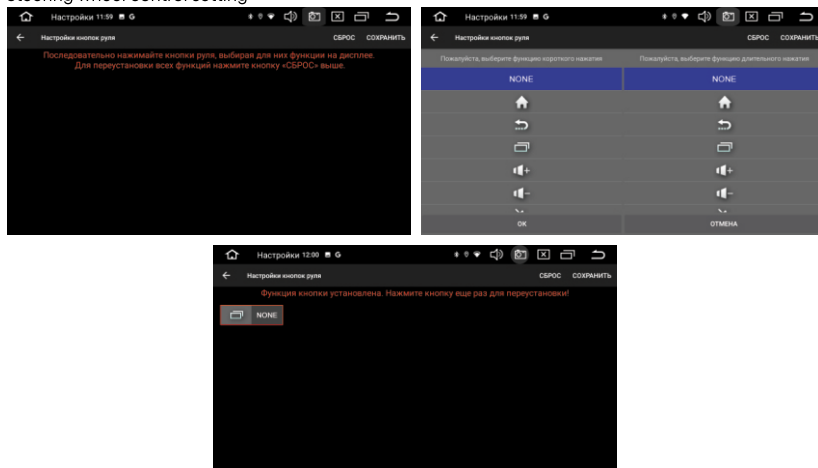 steering wheel control setting
Настройки 11:59 G
Настройки кнопок руля СБРОС СОХРАНИТЬ
Последовательно нажимайте кнопки руля, выбирая для них функции на дисплее.
Для переустановки всех функций нажмите кнопку «СБРОС» выше.
Настройки 11:59 G
Настройки кнопок руля СБРОС СОХРАНИТЬ
Пожалуйста, выберите функцию короткого нажатия Пожалуйста, выберите функцию длительного нажатия
NONE NONE
+ +
- -
ОК ОТМЕНА
Настройки 12:00 G
Настройки кнопок руля СБРОС СОХРАНИТЬ
Функция кнопки установлена. Нажмите кнопку еще раз для переустановки!
NONE